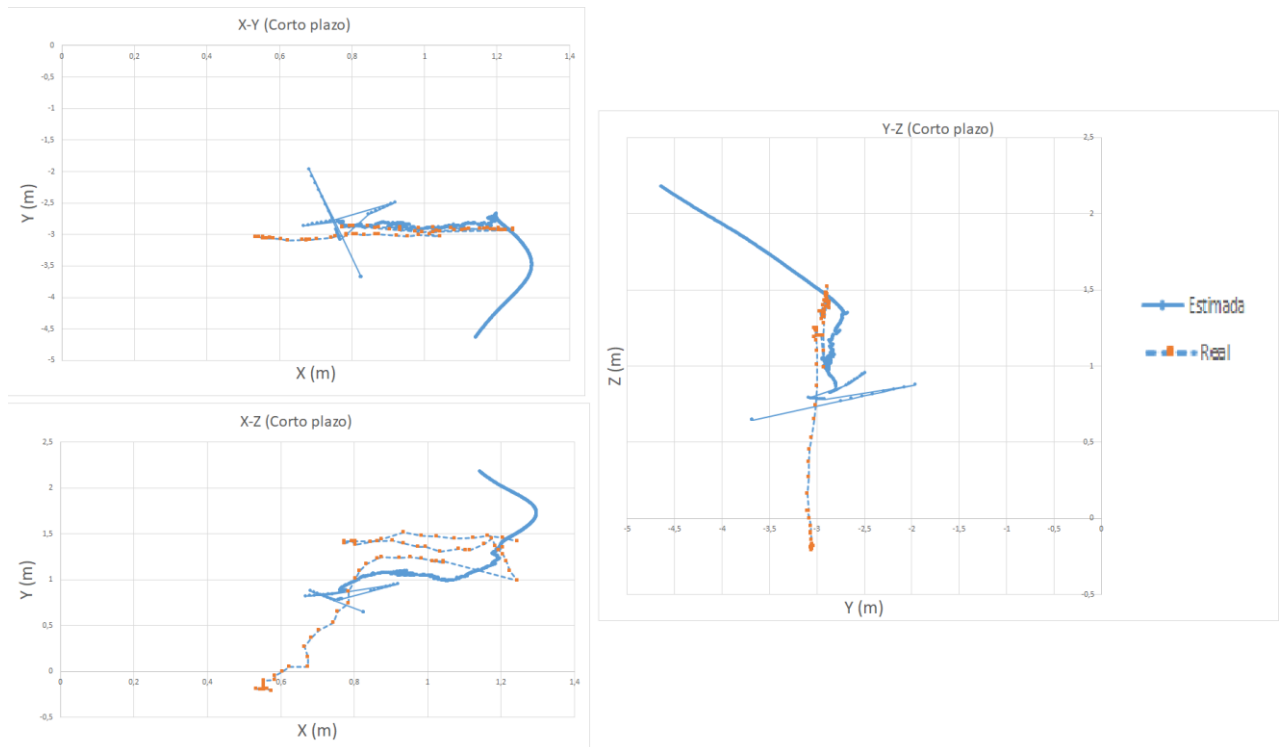 X-Y (Corto plazo)
0
0 0,2 0,4 0,6 0,8 1 1,2 1,4
-0,5
-1
-1,5
-2
-2,5
-3
-3,5
-4
-4,5
-5
Y (m)
X (m)
X-Z (Corto plazo)
2,5
2
1,5
1
0,5
0
0 0,2 0,4 0,6 0,8 1 1,2 1,4
-0,5
Y (m)
X (m)
Y-Z (Corto plazo)
2,5
2
1,5
1
0,5
0
-5 -4,5 -4 -3,5 -3 -2,5 -2 -1,5 -1 -0,5 0
-0,5
Z (m)
Y (m)
Estimada